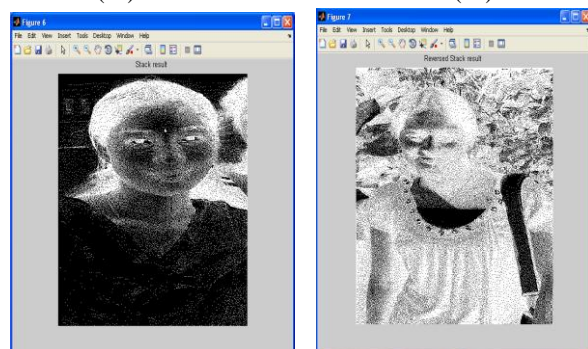 Figure 6
File Edit View Insert Tools Desktop Window Help
Stack result
Figure 7
File Edit View Insert Tools Desktop Window Help
Reversed Stack result